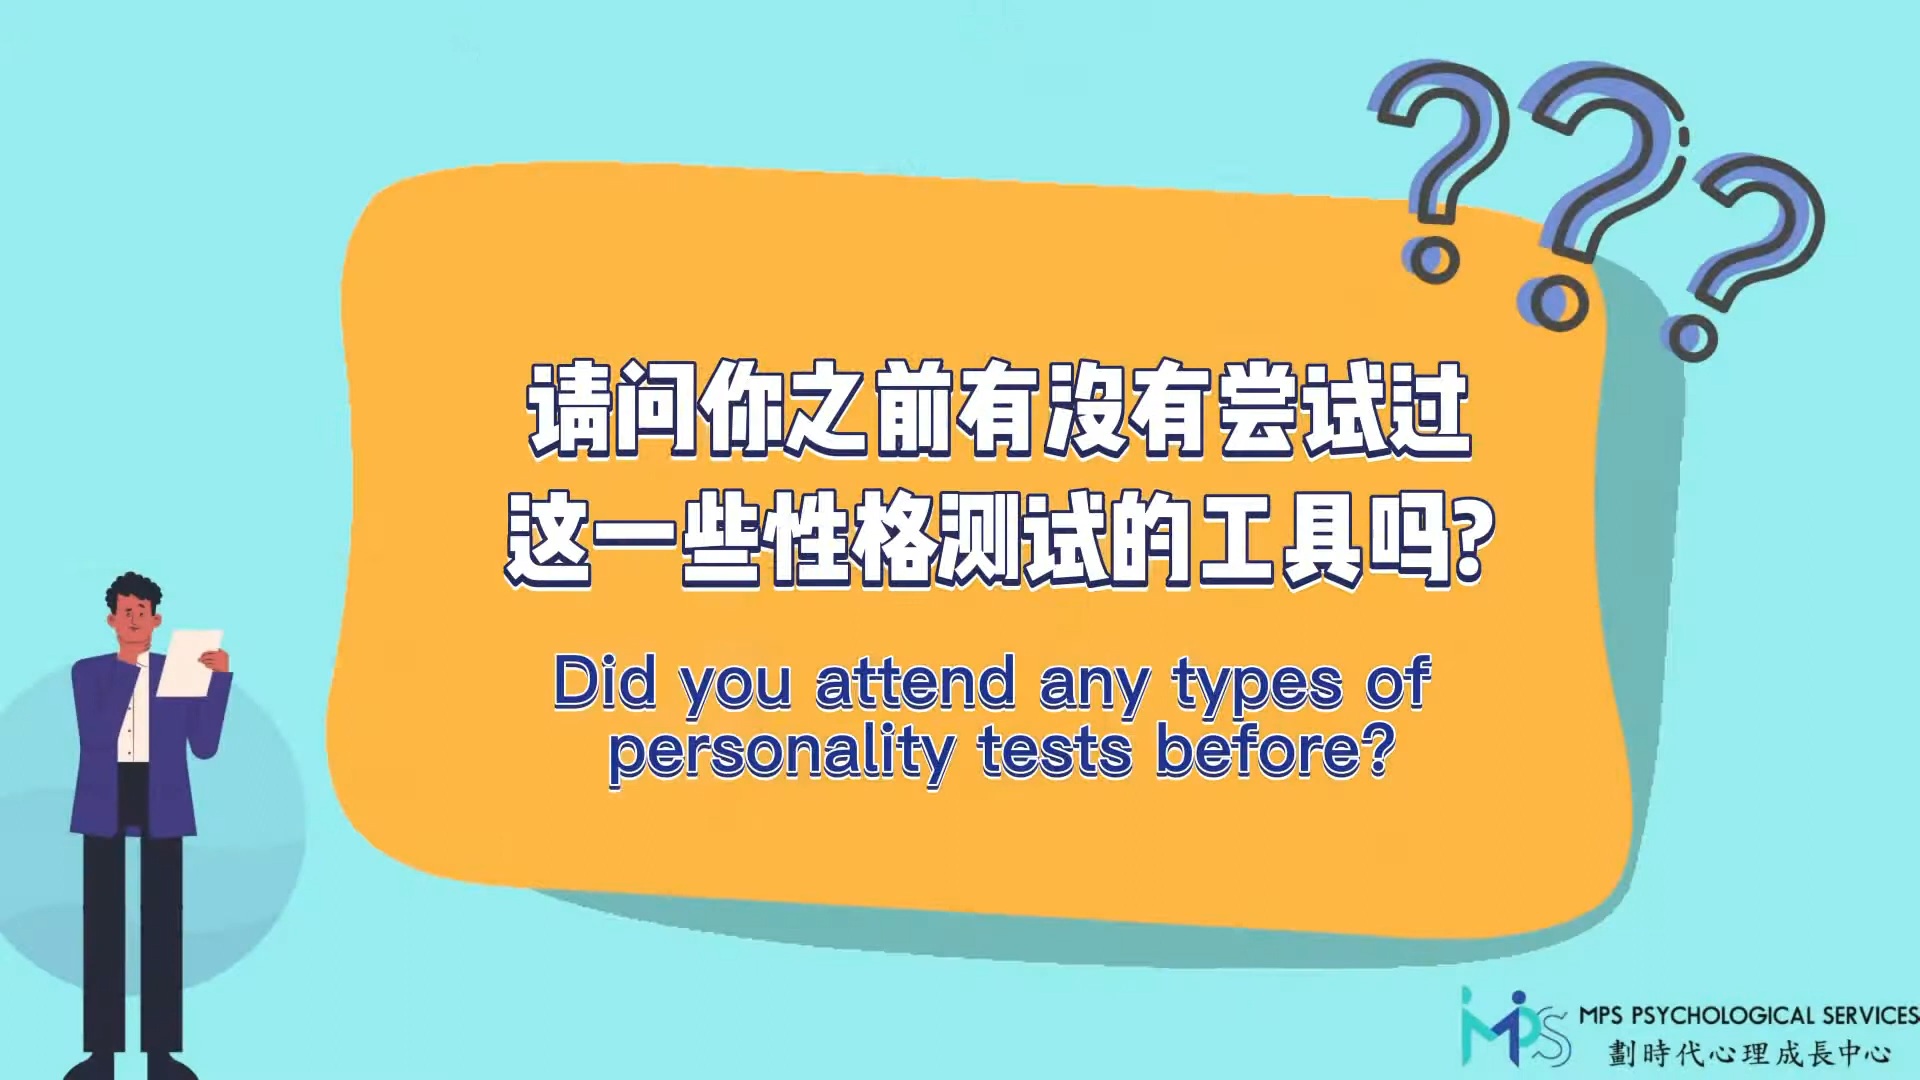 请问你之前有没有尝试过
这一些性格测试的工具吗?
Did you attend any types of
personality tests before?
MPS PSYCHOLOGICAL SERVICES
劃時代心理成長中心